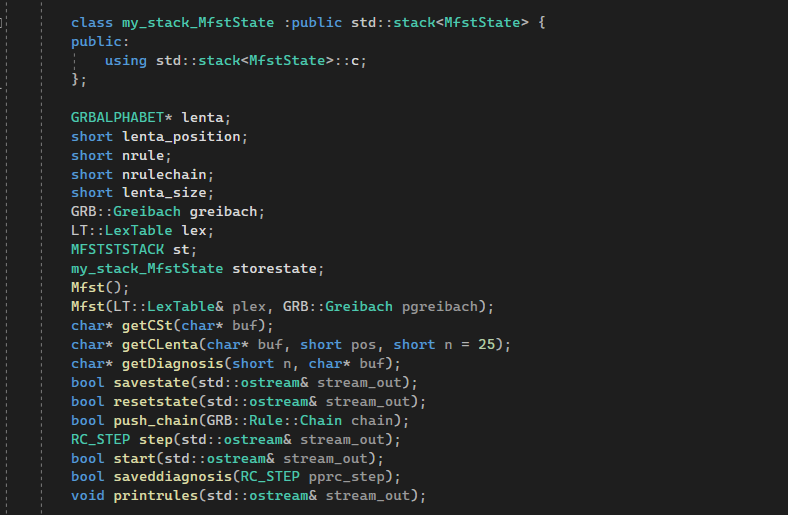 class my_stack_MfstState :public std::stack<MfstState> {
public:
using std::stack<MfstState>::c;
};
GRBALPHABET* lenta;
short lenta_position;
short nrule;
short nrulechain;
short lenta_size;
GRB::Greibach greibach;
LT::LexTable lex;
MFSTSTSTACK st;
my_stack_MfstState storestate;
Mfst();
Mfst(LT::LexTable& plex, GRB::Greibach pgreibach);
char* getCSt(char* buf);
char* getCLenta(char* buf, short pos, short n = 25);
char* getDiagnosis(short n, char* buf);
bool savestate(std::ostream& stream_out);
bool resetstate(std::ostream& stream_out);
bool push_chain(GRB::Rule::Chain chain);
RC_STEP step(std::ostream& stream_out);
bool start(std::ostream& stream_out);
bool saveddiagnosis(RC_STEP pprc_step);
void printrules(std::ostream& stream_out);